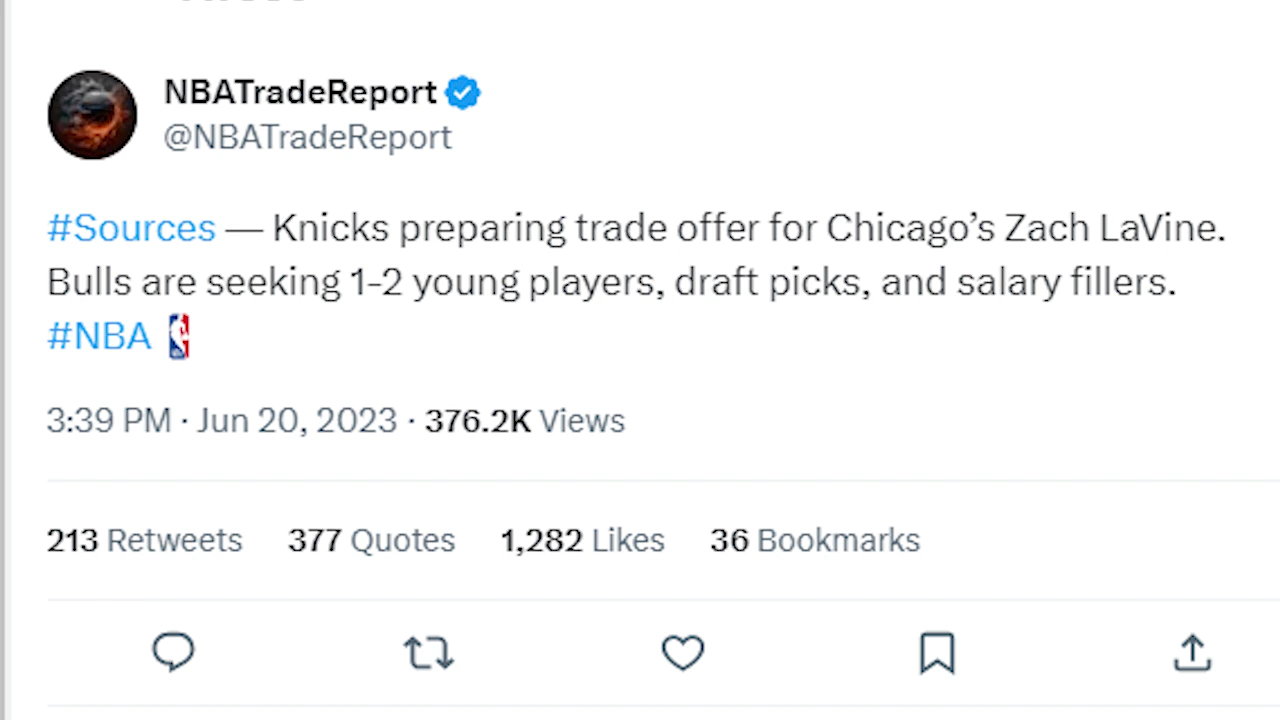 NBATradeReport
@NBATradeReport
#Sources — Knicks preparing trade offer for Chicago’s Zach LaVine.
Bulls are seeking 1-2 young players, draft picks, and salary fillers.
#NBA
3:39 PM · Jun 20, 2023 · 376.2K Views
213 Retweets 377 Quotes 1,282 Likes 36 Bookmarks